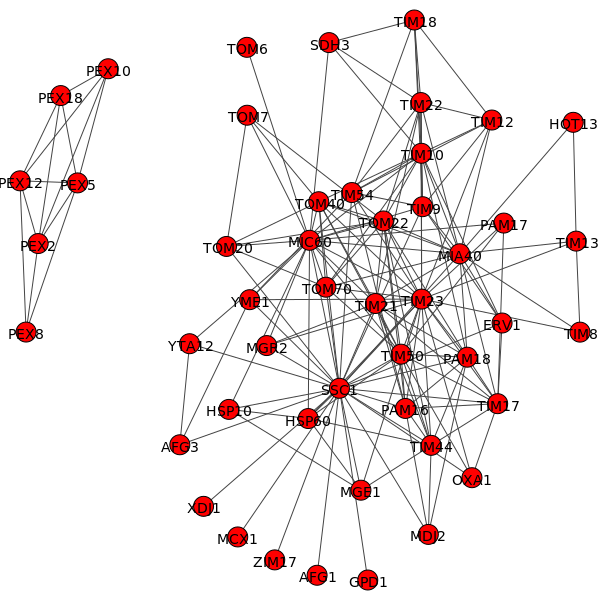 TIM18
SDH3
TOM6
PEX10
PEX18
TIM22
TOM7
TIM12
HOT13
TIM10
PEX12
PEX5
TIM54
TOM40
TIM9
TOM22
PAM17
PEX2
TOM20
MIC60
MIA40
TIM13
TOM70
YME1
TIM21
TIM23
ERV1
TIM8
PEX8
YTA12
MGR2
TIM50
PAM18
SSC1
HSP10
PAM16
TIM17
HSP60
AFG3
TIM44
OXA1
MGE1
XDJ1
MCX1
MDJ2
ZIM17
AFG1
GPD1